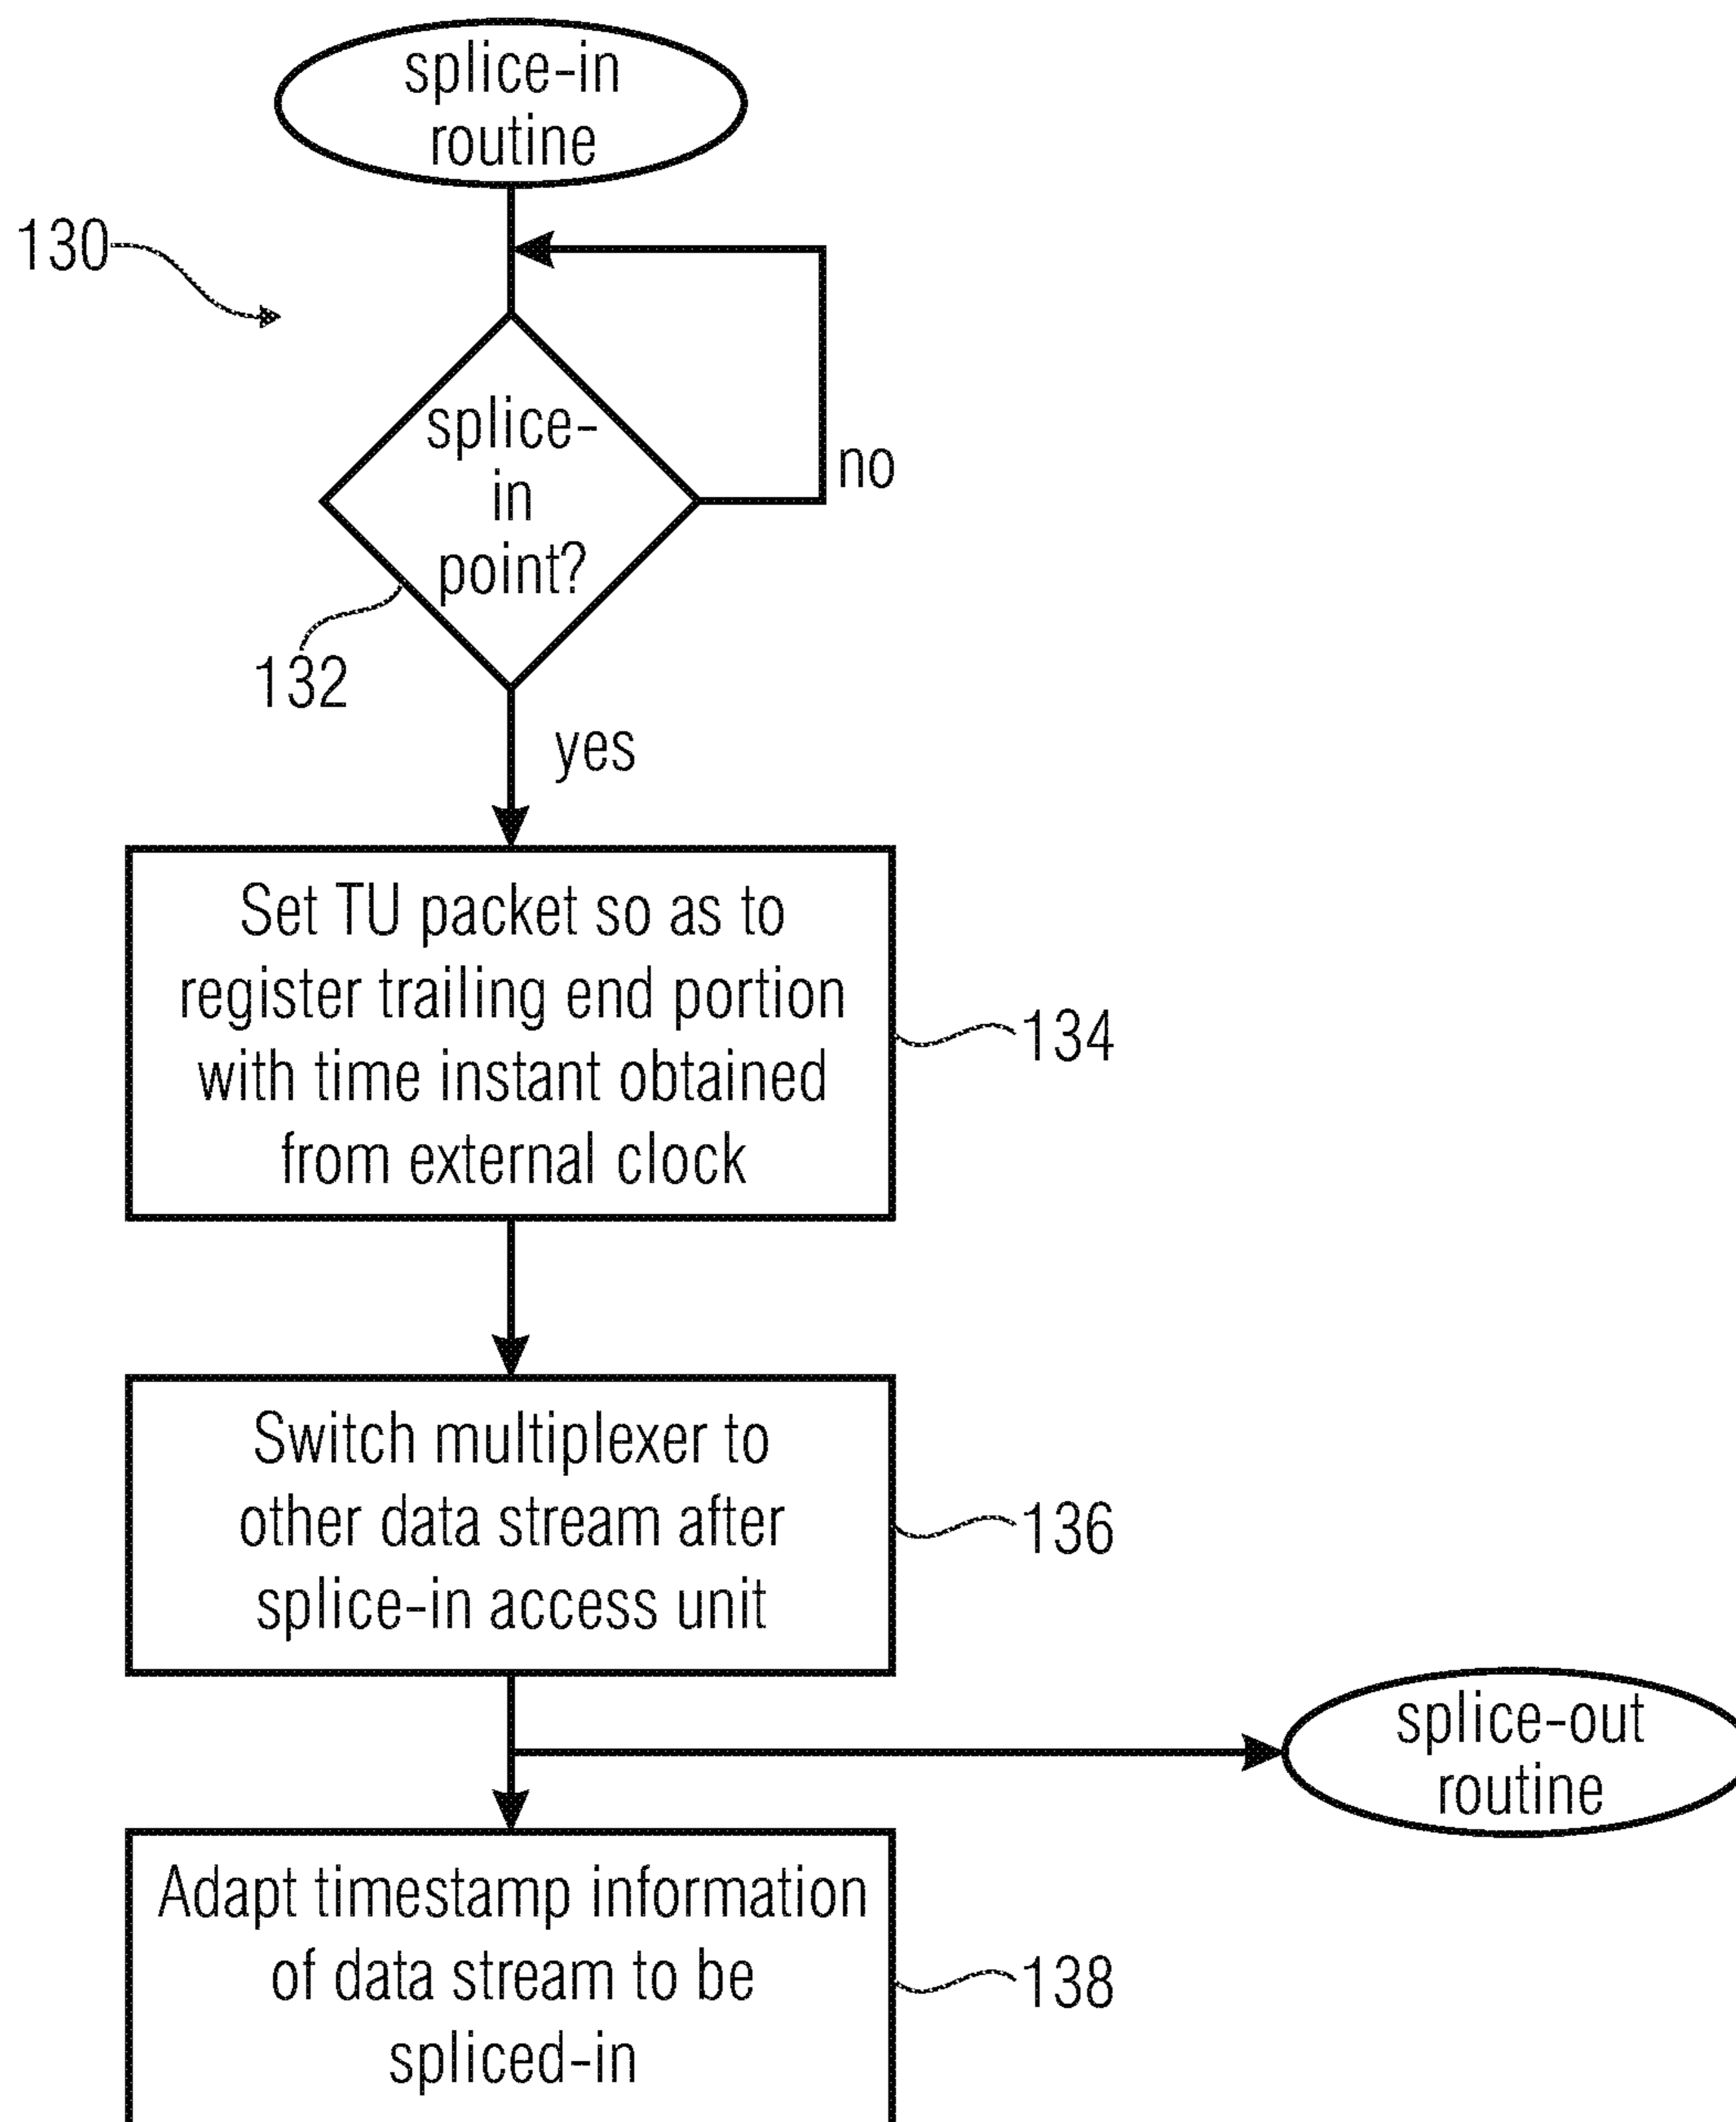 splice-in
routine
130
splice-
in
point?
no
132
yes
Set TU packet so as to
register trailing end portion
with time instant obtained
from external clock
134
Switch multiplexer to
other data stream after
splice-in access unit
136
splice-out
routine
Adapt timestamp information
of data stream to be
spliced-in
138